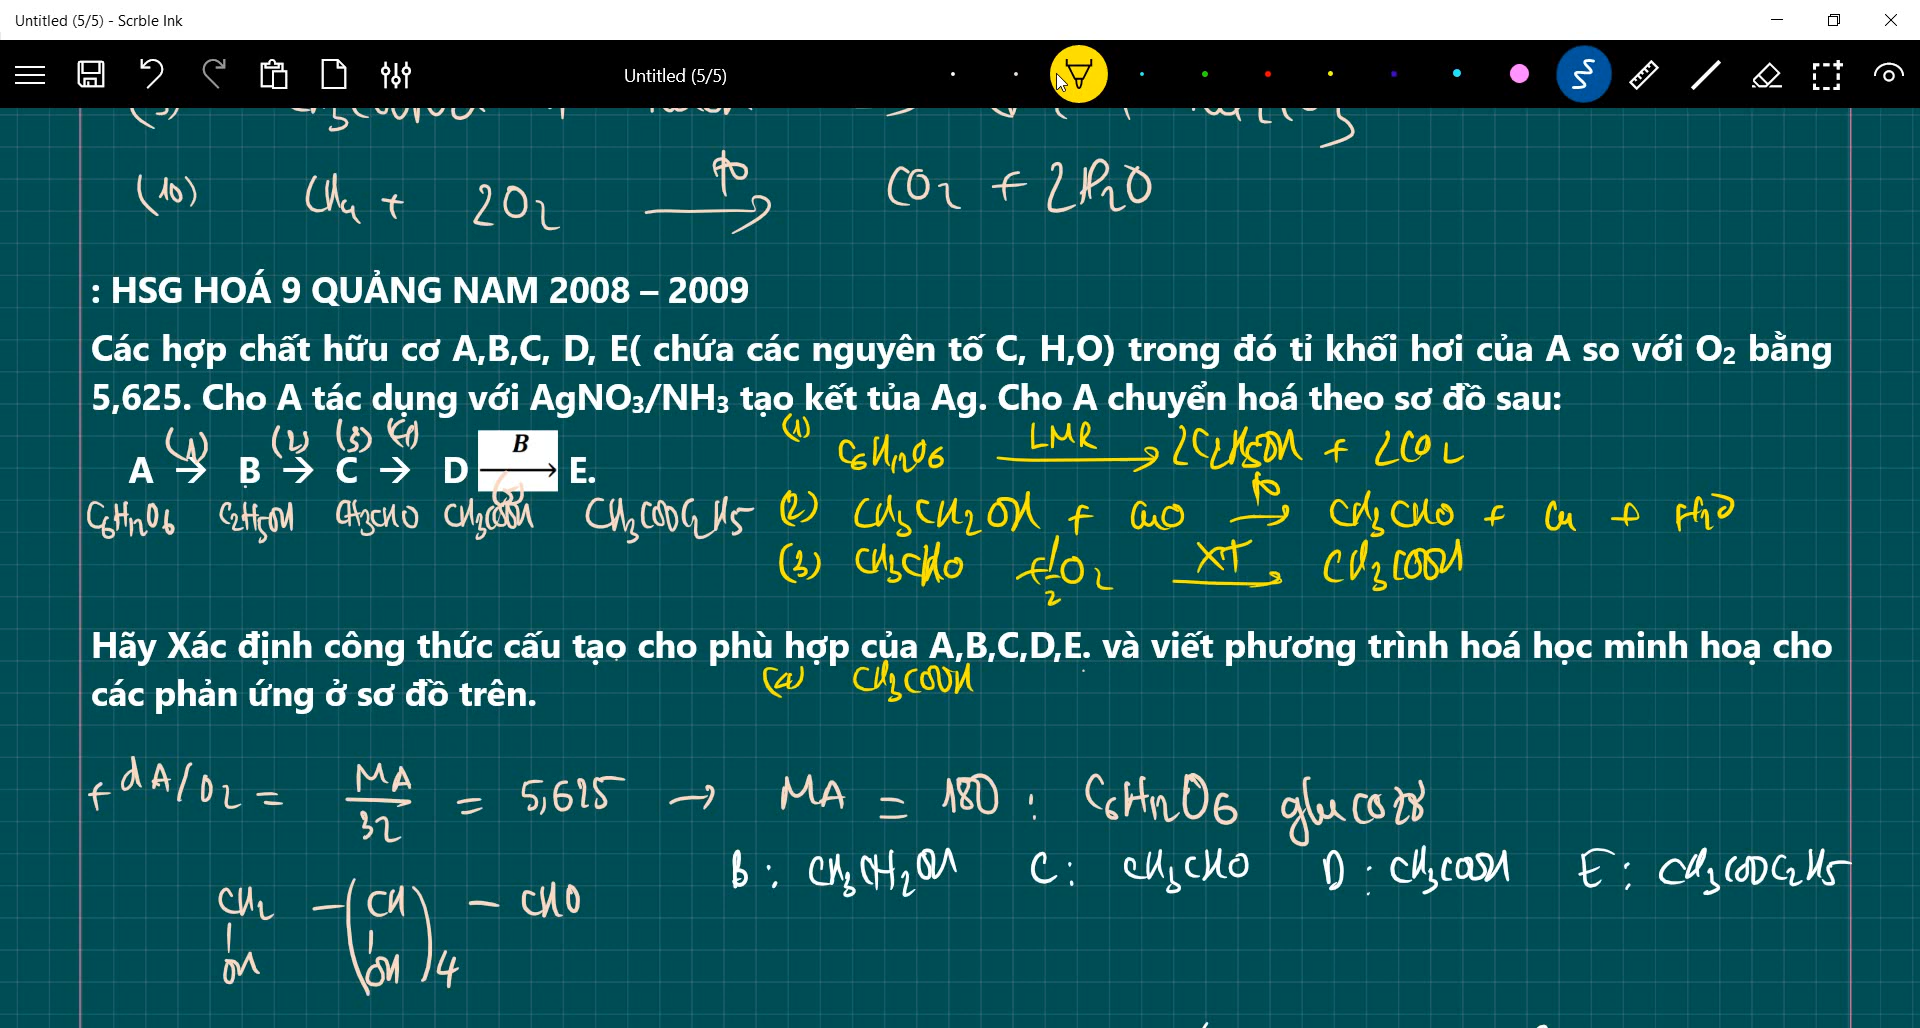 Untitled (5/5) - Scrble Ink
Untitled (5/5)
(10) CH4 + 2O2 t° → CO2 + 2H2O
: HSG HOÁ 9 QUẢNG NAM 2008 – 2009
Các hợp chất hữu cơ A,B,C, D, E( chứa các nguyên tố C, H,O) trong đó tỉ khối hơi của A so với O2 bằng
5,625. Cho A tác dụng với AgNO3/NH3 tạo kết tủa Ag. Cho A chuyển hoá theo sơ đồ sau:
(1) (2) (3) (4)
A → B → C → D B → E.
(5)
C6H12O6 C2H5OH CH3CHO CH3COOH CH3COOC2H5
(1) C6H12O6 LMR → 2C2H5OH + 2CO2
(2) CH3CH2OH + CuO t° → CH3CHO + Cu + H2O
(3) CH3CHO + 1/2 O2 XT → CH3COOH
Hãy Xác định công thức cấu tạo cho phù hợp của A,B,C,D,E. và viết phương trình hoá học minh hoạ cho
(4) CH3COOH
các phản ứng ở sơ đồ trên.
+ dA/O2 = MA/32 = 5,625 → MA = 180 : C6H12O6 glucozơ
B : CH3CH2OH C : CH3CHO D : CH3COOH E : CH3COOC2H5
CH2 – (CH)4 – CHO
OH OH